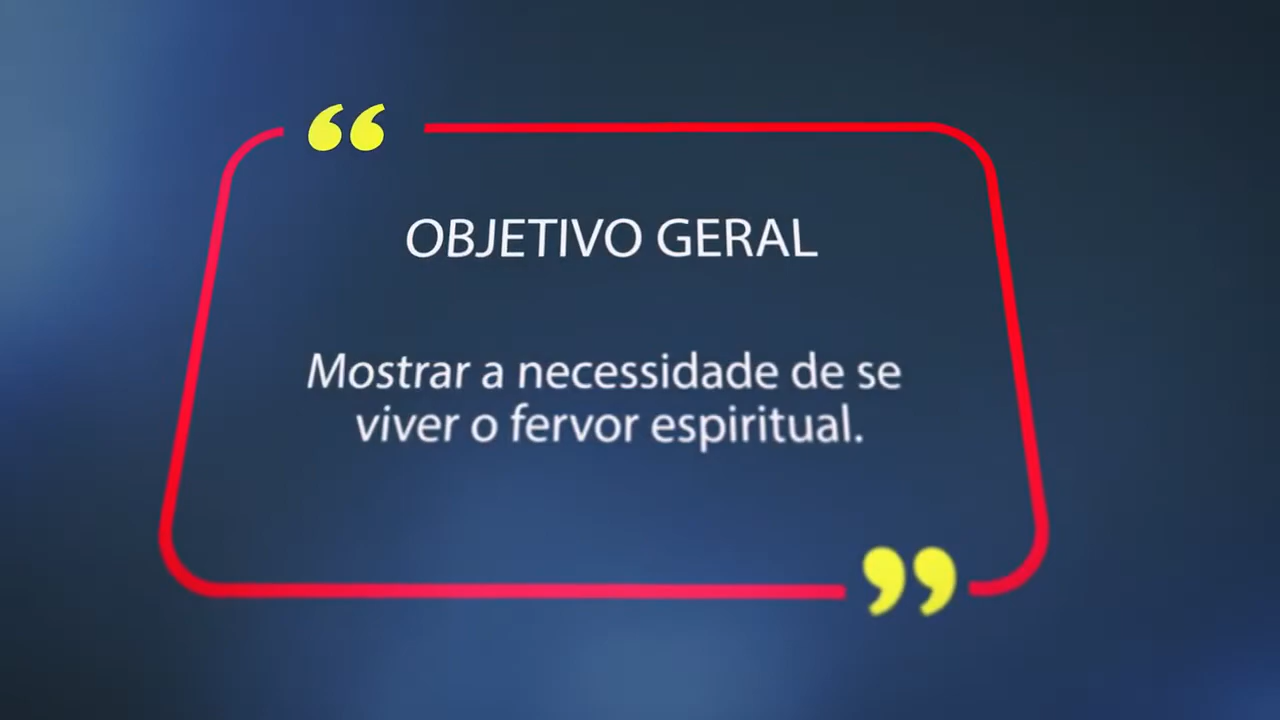 “
OBJETIVO GERAL
Mostrar a necessidade de se
viver o fervor espiritual.
”